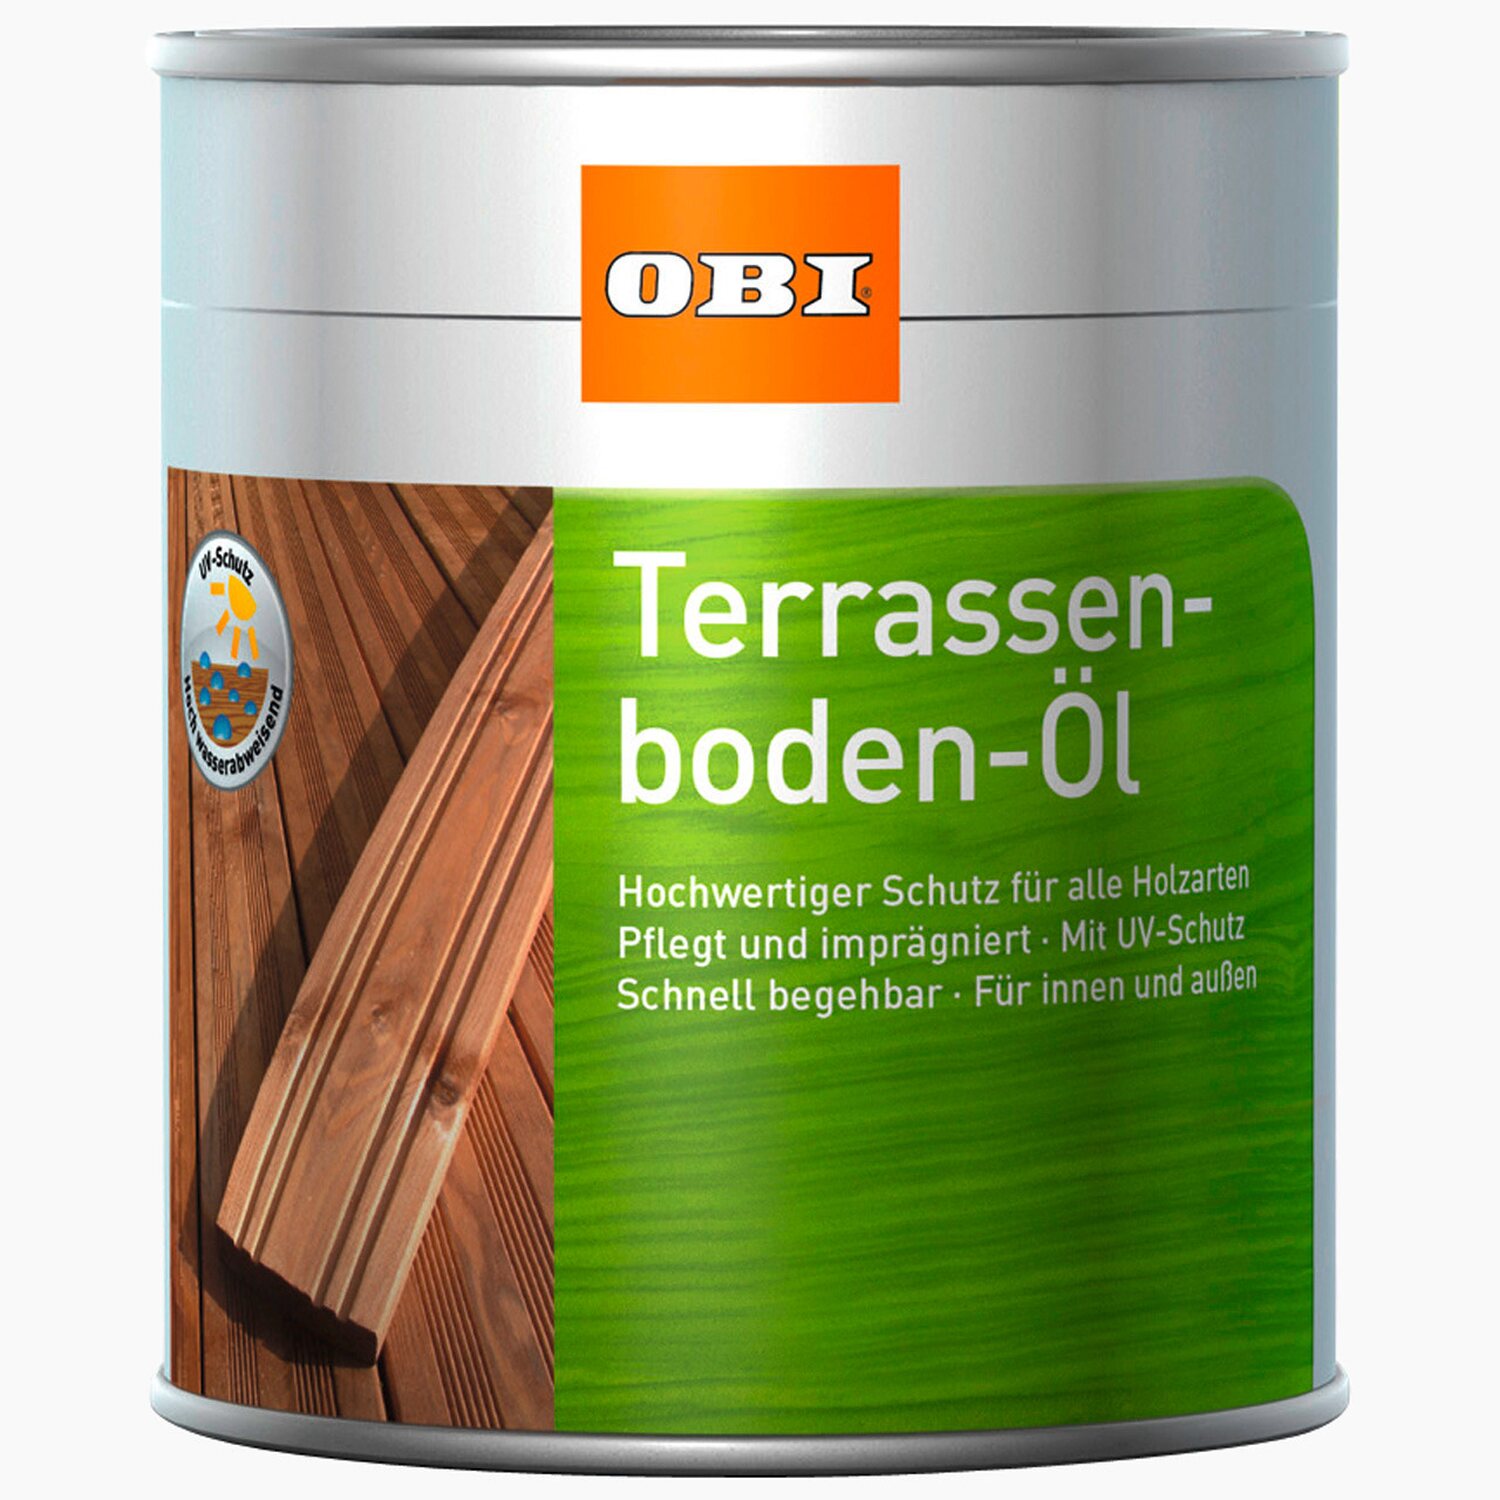 OBI®
UV-Schutz
Hoch wasserabweisend
Terrassen-
boden-Öl
Hochwertiger Schutz für alle Holzarten
Pflegt und imprägniert · Mit UV-Schutz
Schnell begehbar · Für innen und außen